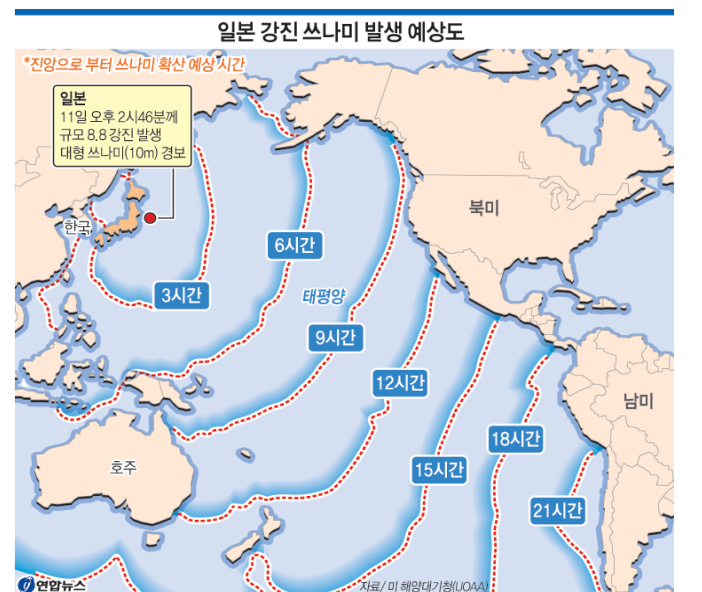 일본 강진 쓰나미 발생 예상도
*진앙으로 부터 쓰나미 확산 예상 시간
일본
11일 오후 2시46분께
규모 8.8 강진 발생
대형 쓰나미(10m) 경보
한국
북미
6시간
3시간
태평양
9시간
12시간
남미
18시간
호주
15시간
21시간
연합뉴스
자료/ 미 해양대기청(UOAA)